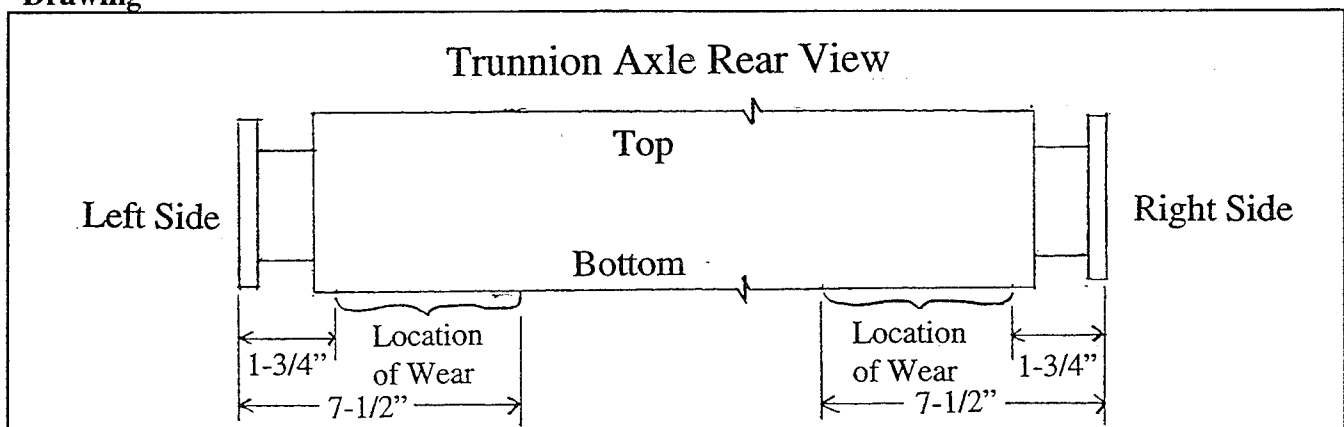 Drawing
Trunnion Axle Rear View
Top
Left Side
Right Side
Bottom
Location
of Wear
1-3/4”
7-1/2”
Location
of Wear
1-3/4”
7-1/2”